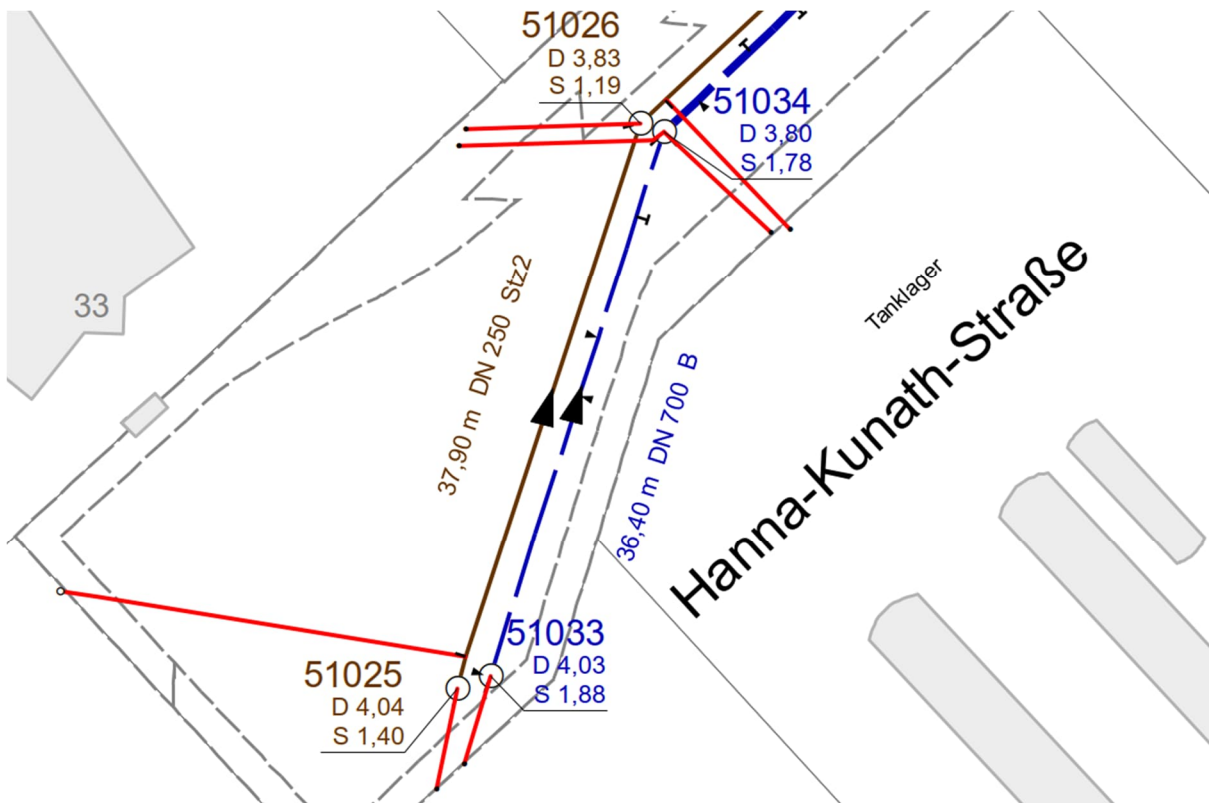 51026
D 3,83
S 1,19
51034
D 3,80
S 1,78
33
37,90 m DN 250 Stz2
36,40 m DN 700 B
Tanklager
Hanna-Kunath-Straße
51033
D 4,03
S 1,88
51025
D 4,04
S 1,40